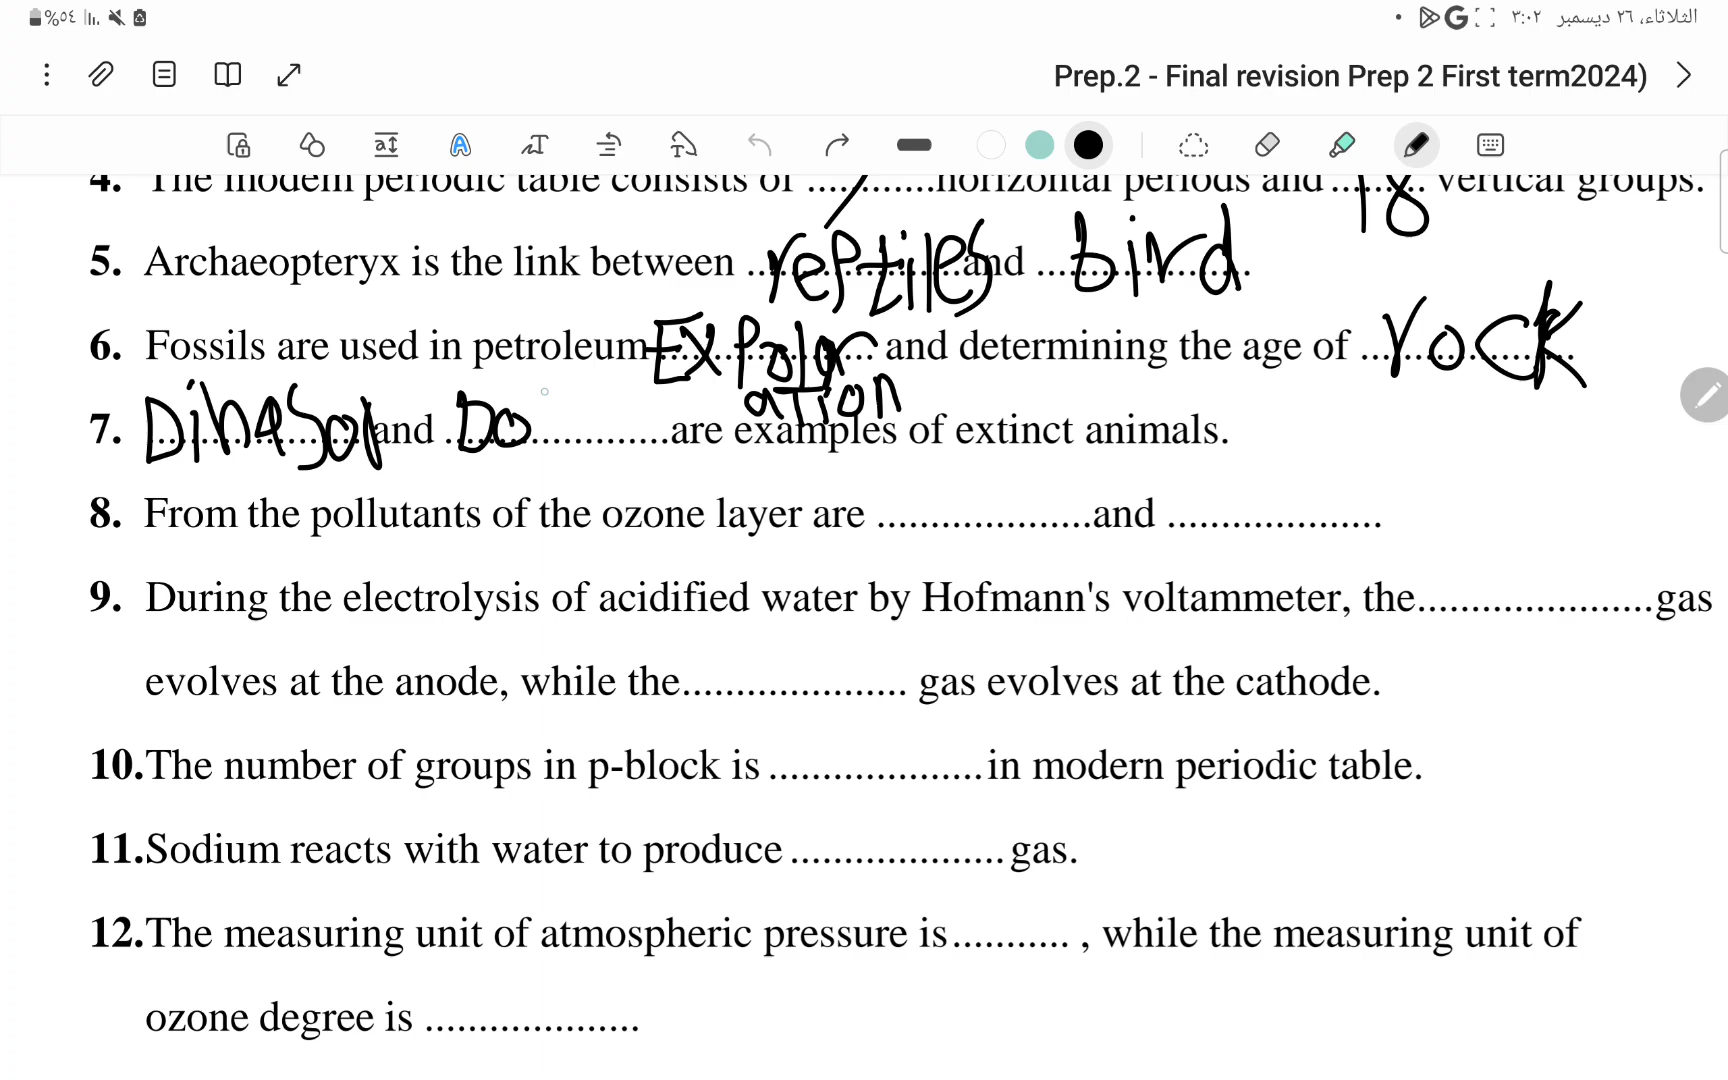 %٥٤ الثلاثاء، ٢٦ ديسمبر ٣:٠٢
Prep.2 - Final revision Prep 2 First term2024)
4. The modern periodic table consists of ............horizontal periods and ......... vertical groups. 18
5. Archaeopteryx is the link between .. reptiles and .. bird
6. Fossils are used in petroleum Expolar and determining the age of ... rock
ation
7. Dinasor and Do ...............are examples of extinct animals.
8. From the pollutants of the ozone layer are ....................and ....................
9. During the electrolysis of acidified water by Hofmann's voltammeter, the......................gas
evolves at the anode, while the..................... gas evolves at the cathode.
10.The number of groups in p-block is ....................in modern periodic table.
11.Sodium reacts with water to produce .................... gas.
12.The measuring unit of atmospheric pressure is........... , while the measuring unit of
ozone degree is ....................